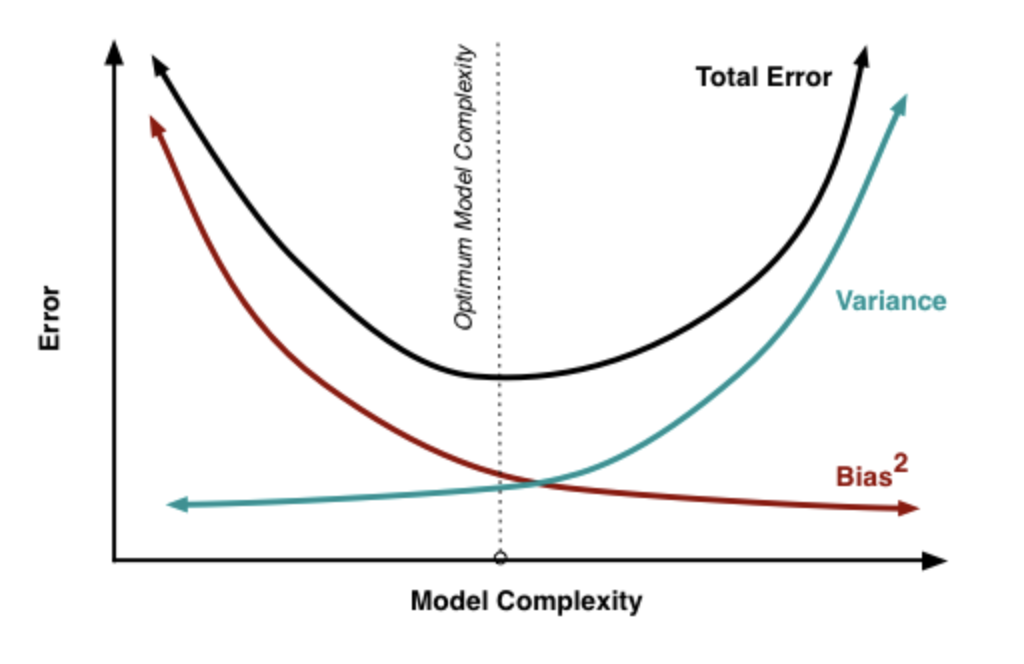 Optimum Model Complexity
Total Error
Error
Variance
Bias²
Model Complexity